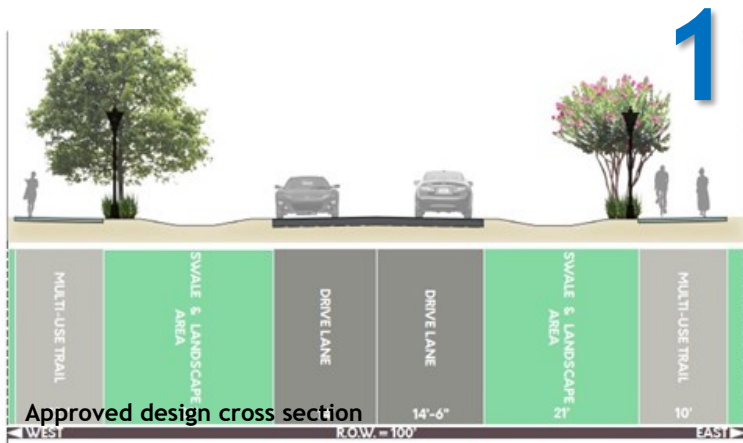 1
MULTI-USE TRAIL
SWALE & LANDSCAPE
AREA
DRIVE LANE
DRIVE LANE
SWALE & LANDSCAPE
AREA
MULTI-USE TRAIL
Approved design cross section
14'-6"
21'
10'
WEST
R.O.W. = 100'
EAST